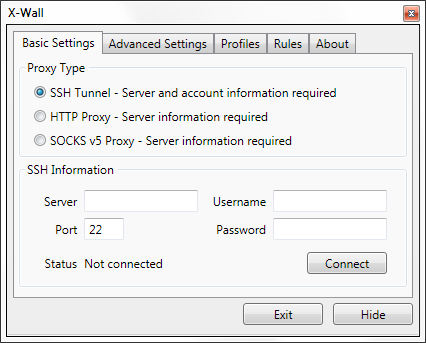 X-Wall
Basic Settings Advanced Settings Profiles Rules About
Proxy Type
SSH Tunnel - Server and account information required
HTTP Proxy - Server information required
SOCKS v5 Proxy - Server information required
SSH Information
Server Username
Port 22 Password
Status Not connected Connect
Exit Hide